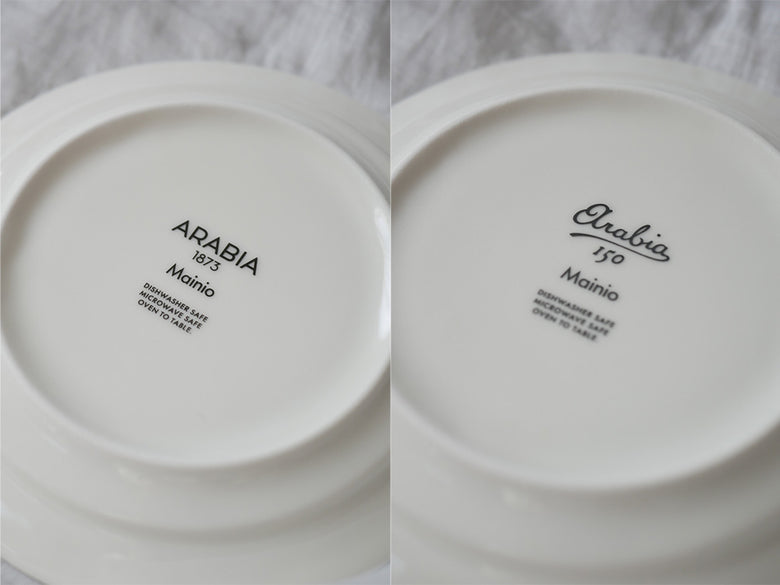 ARABIA
1873
Mainio
DISHWASHER SAFE
MICROWAVE SAFE
OVEN TO TABLE.
Arabia
150
Mainio
DISHWASHER SAFE
MICROWAVE SAFE
OVEN TO TABLE.